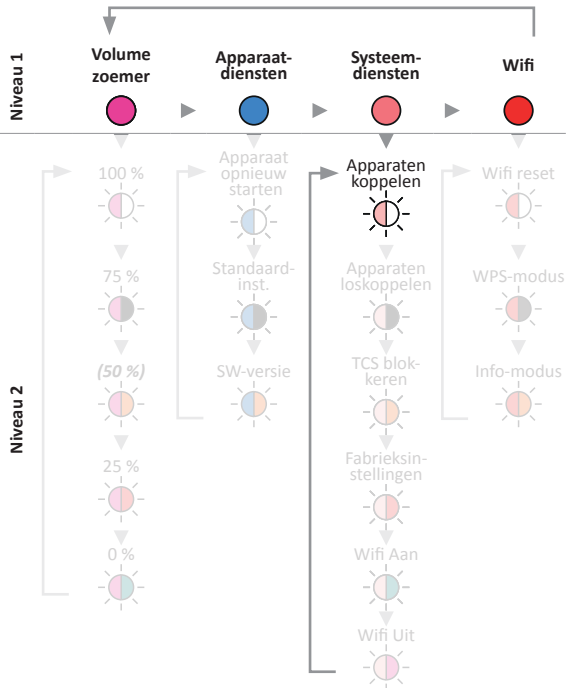 Niveau 1
Volume
zoemer
Apparaat-
diensten
Systeem-
diensten
Wifi
Niveau 2
100 %
75 %
(50 %)
25 %
0 %
Apparaat
opnieuw
starten
Standaard-
inst.
SW-versie
Apparaten
koppelen
Apparaten
loskoppelen
TCS blok-
keren
Fabrieksin-
stellingen
Wifi Aan
Wifi Uit
Wifi reset
WPS-modus
Info-modus